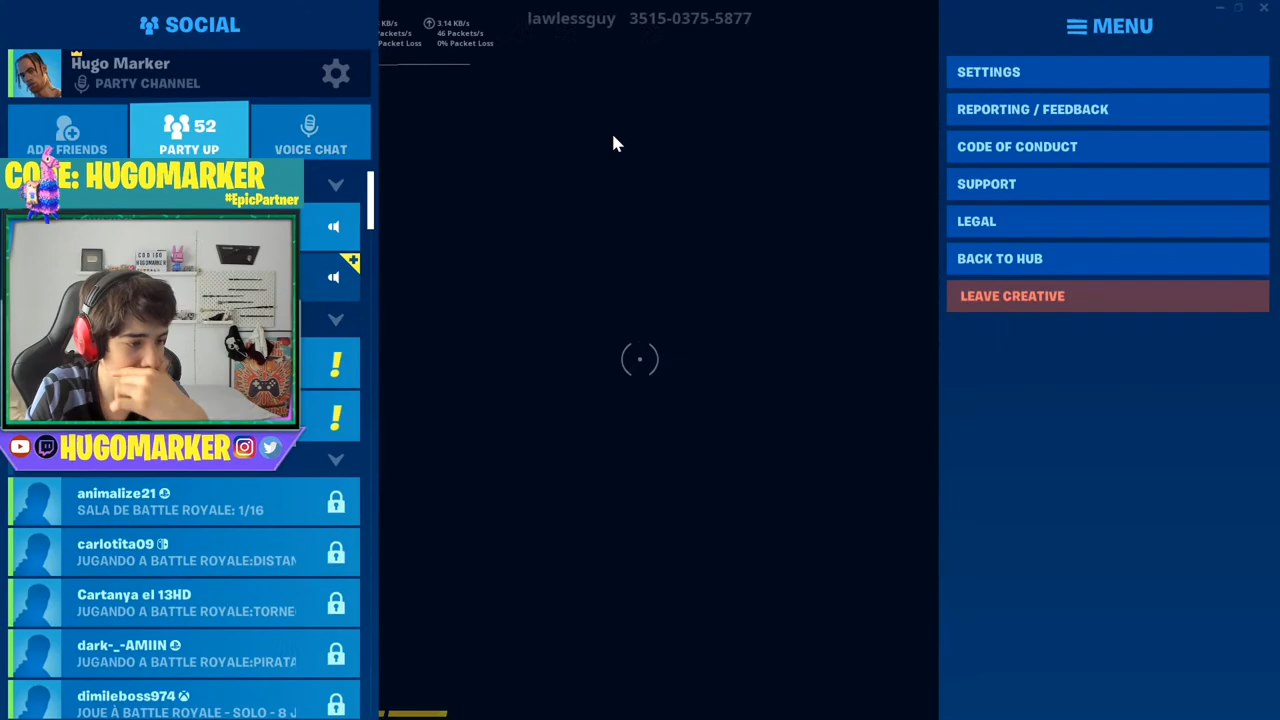 SOCIAL
Hugo Marker
PARTY CHANNEL
ADD FRIENDS
52
PARTY UP
VOICE CHAT
CODE: HUGOMARKER
#EpicPartner
CODIGO
HUGOMARKER
HUGOMARKER
animalize21
SALA DE BATTLE ROYALE: 1/16
carlotita09
JUGANDO A BATTLE ROYALE:DISTAN
Cartanya el 13HD
JUGANDO A BATTLE ROYALE:TORNE
dark-_-AMIIN
JUGANDO A BATTLE ROYALE:PIRATA
dimileboss974
JOUE À BATTLE ROYALE - SOLO - 8 J
KB/s
3.14 KB/s
Packets/s
46 Packets/s
Packet Loss
0% Packet Loss
lawlessguy 3515-0375-5877
MENU
SETTINGS
REPORTING / FEEDBACK
CODE OF CONDUCT
SUPPORT
LEGAL
BACK TO HUB
LEAVE CREATIVE